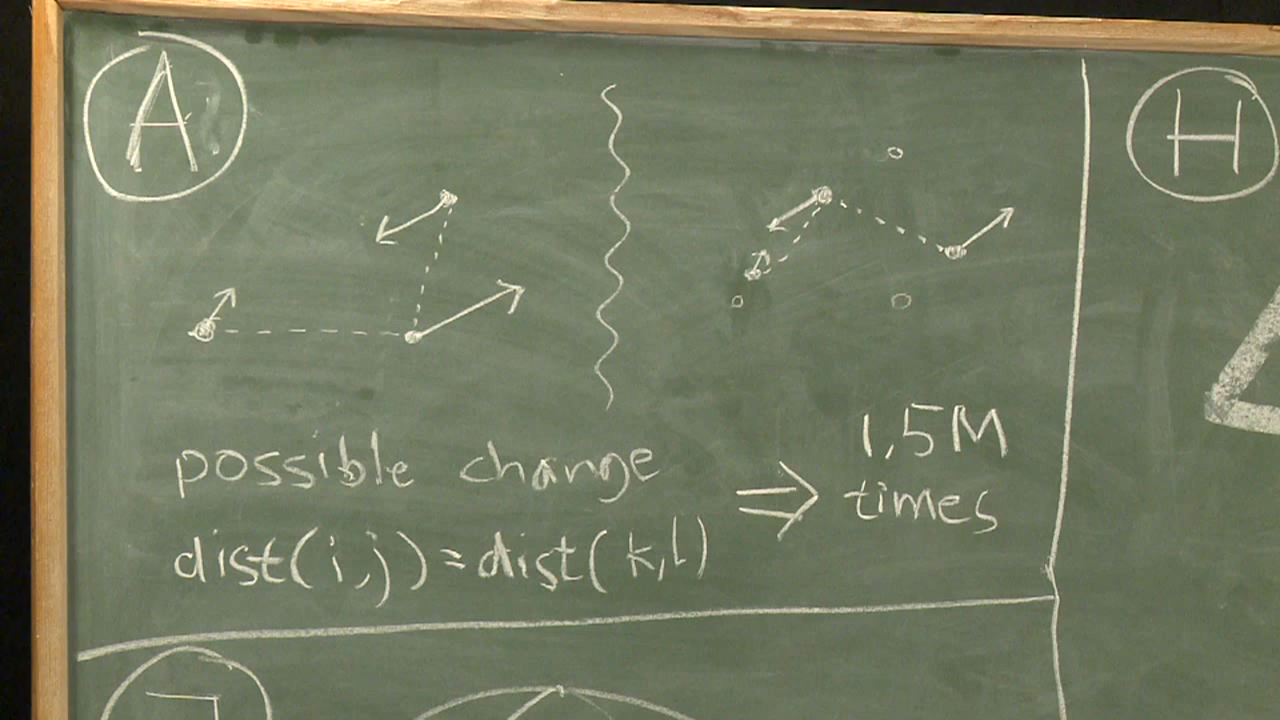 A
H
possible change
dist(i,j)=dist(k,l)
⇒ 1,5M
times